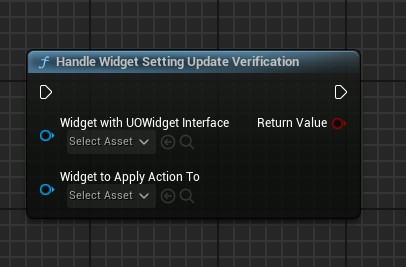 f Handle Widget Setting Update Verification
Widget with UOWidget Interface
Return Value
Select Asset
Widget to Apply Action To
Select Asset